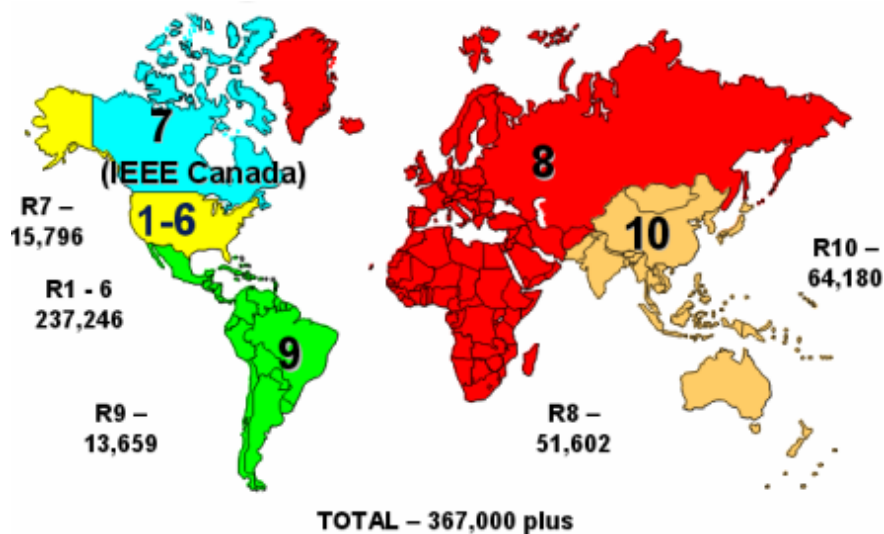 7
(IEEE Canada)
8
R7 –
15,796
1-6
10
R10 –
64,180
R1 - 6
237,246
9
R9 –
13,659
R8 –
51,602
TOTAL – 367,000 plus